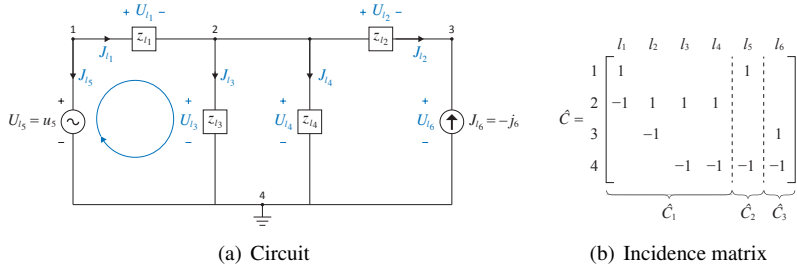 + U_{l_1} −
+ U_{l_2} −
1
z_{l_1}
2
z_{l_2}
3
J_{l_1}
J_{l_2}
J_{l_5}
J_{l_3}
J_{l_4}
+
+
+
+
U_{l_5} = u_5
U_{l_3}
z_{l_3}
U_{l_4}
z_{l_4}
U_{l_6}
J_{l_6} = −j_6
−
−
−
−
4
(a) Circuit
l_1 l_2 l_3 l_4 l_5 l_6
1 1 1
2 −1 1 1 1
Ĉ =
3 −1 1
4 −1 −1 −1 −1
Ĉ_1 Ĉ_2 Ĉ_3
(b) Incidence matrix